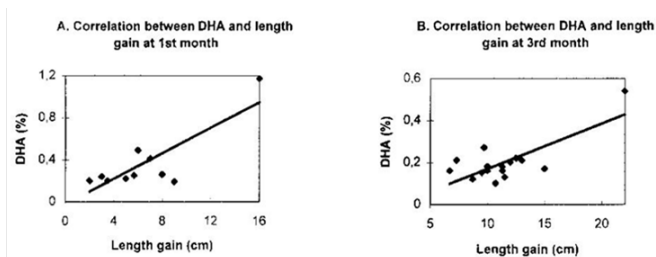 A. Correlation between DHA and length
gain at 1st month
1,2
0,8
0,4
0
DHA (%)
0
4
8
12
16
Length gain (cm)
B. Correlation between DHA and length
gain at 3rd month
0,6
0,4
0,2
0
DHA (%)
5
10
15
20
Length gain (cm)